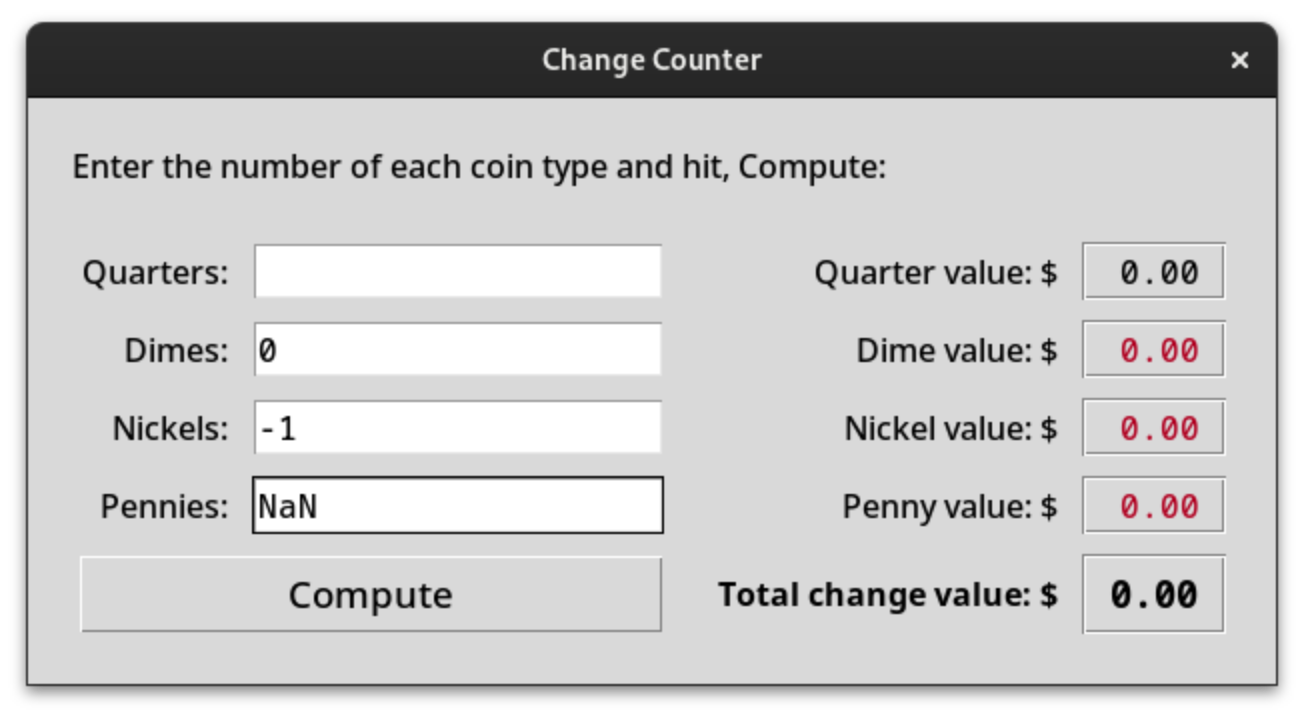 Change Counter ×
Enter the number of each coin type and hit, Compute:
Quarters: Quarter value: $ 0.00
Dimes: 0 Dime value: $ 0.00
Nickels: -1 Nickel value: $ 0.00
Pennies: NaN Penny value: $ 0.00
Compute Total change value: $ 0.00